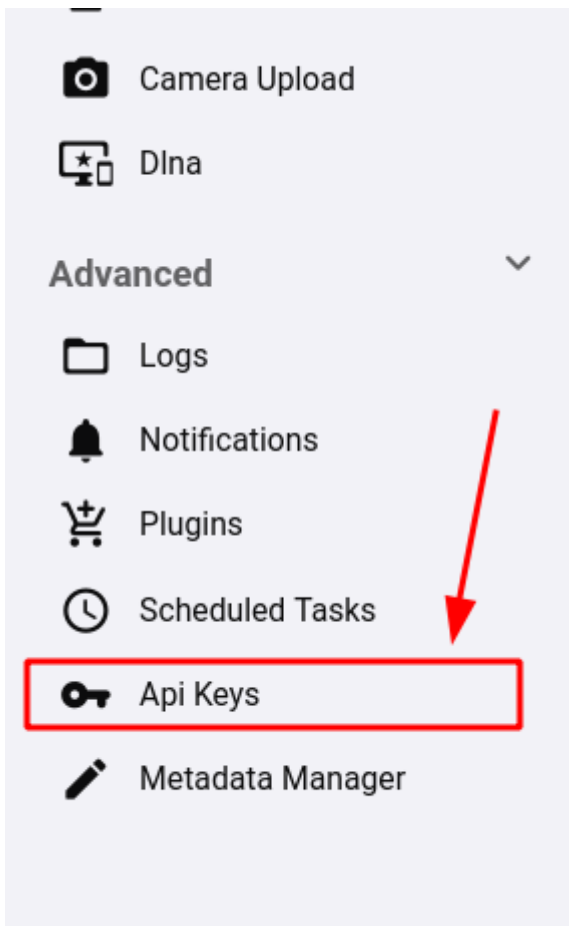 Camera Upload
Dlna
Advanced
Logs
Notifications
Plugins
Scheduled Tasks
Api Keys
Metadata Manager